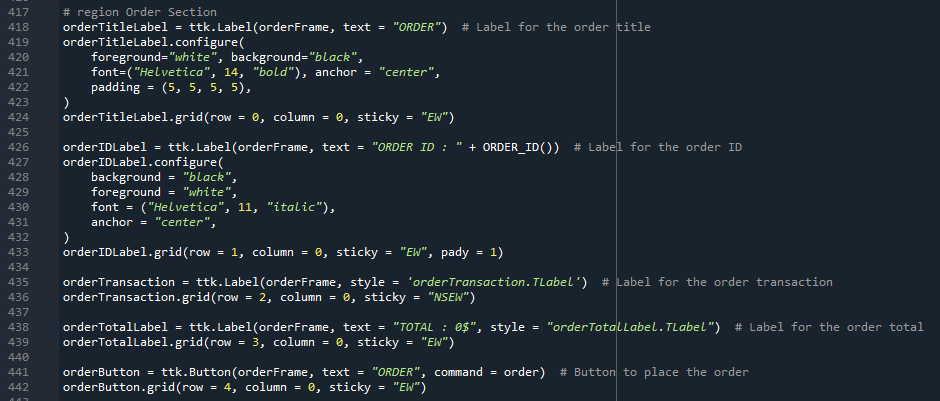 417 # region Order Section
418 orderTitleLabel = ttk.Label(orderFrame, text = "ORDER")  # Label for the order title
419 orderTitleLabel.configure(
420     foreground="white", background="black",
421     font=("Helvetica", 14, "bold"), anchor = "center",
422     padding = (5, 5, 5, 5),
423 )
424 orderTitleLabel.grid(row = 0, column = 0, sticky = "EW")
425
426 orderIDLabel = ttk.Label(orderFrame, text = "ORDER ID : " + ORDER_ID())  # Label for the order ID
427 orderIDLabel.configure(
428     background = "black",
429     foreground = "white",
430     font = ("Helvetica", 11, "italic"),
431     anchor = "center",
432 )
433 orderIDLabel.grid(row = 1, column = 0, sticky = "EW", pady = 1)
434
435 orderTransaction = ttk.Label(orderFrame, style = 'orderTransaction.TLabel')  # Label for the order transaction
436 orderTransaction.grid(row = 2, column = 0, sticky = "NSEW")
437
438 orderTotalLabel = ttk.Label(orderFrame, text = "TOTAL : 0$", style = "orderTotalLabel.TLabel")  # Label for the order total
439 orderTotalLabel.grid(row = 3, column = 0, sticky = "EW")
440
441 orderButton = ttk.Button(orderFrame, text = "ORDER", command = order)  # Button to place the order
442 orderButton.grid(row = 4, column = 0, sticky = "EW")